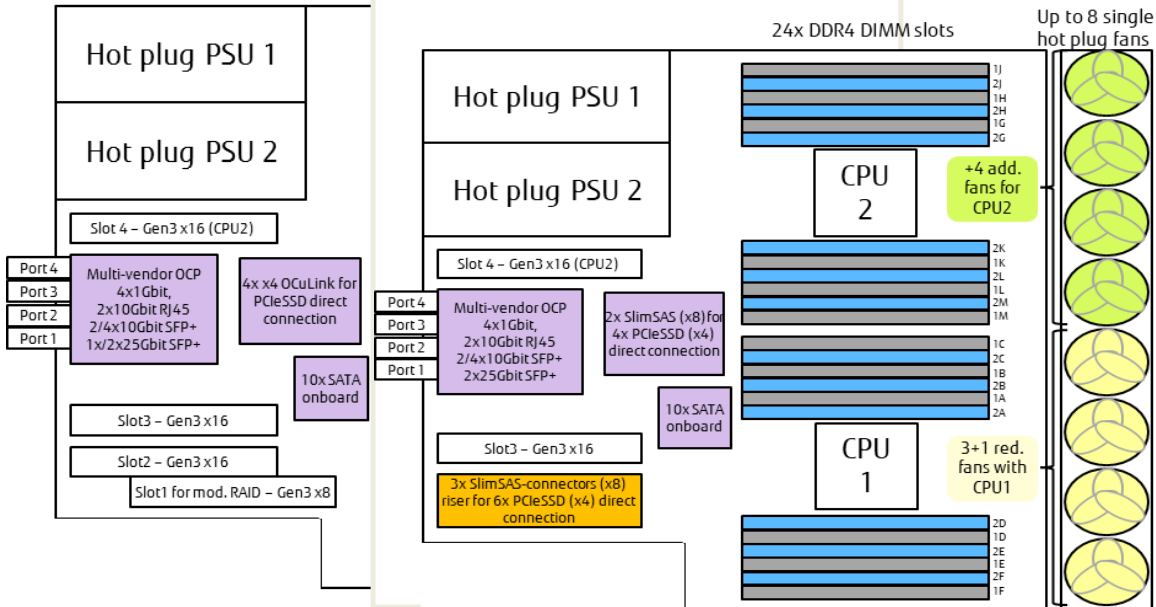 Hot plug PSU 1
Hot plug PSU 2
Slot 4 – Gen3 x16 (CPU2)
Port 4
Port 3
Port 2
Port 1
Multi-vendor OCP
4x1Gbit,
2x10Gbit RJ45
2/4x10Gbit SFP+
1x/2x25Gbit SFP+
4x x4 OCuLink for
PCIeSSD direct
connection
10x SATA
onboard
Slot3 – Gen3 x16
Slot2 – Gen3 x16
Slot1 for mod. RAID – Gen3 x8
Hot plug PSU 1
Hot plug PSU 2
Slot 4 – Gen3 x16 (CPU2)
Port 4
Port 3
Port 2
Port 1
Multi-vendor OCP
4x1Gbit,
2x10Gbit RJ45
2/4x10Gbit SFP+
2x25Gbit SFP+
2x SlimSAS (x8) for
4x PCIeSSD (x4)
direct connection
10x SATA
onboard
Slot3 – Gen3 x16
3x SlimSAS-connectors (x8)
riser for 6x PCIeSSD (x4) direct
connection
24x DDR4 DIMM slots
1J
2J
1H
2H
1G
2G
CPU
2
2K
1K
2L
1L
2M
1M
1C
2C
1B
2B
1A
2A
CPU
1
2D
1D
2E
1E
2F
1F
Up to 8 single
hot plug fans
+4 add.
fans for
CPU2
3+1 red.
fans with
CPU1